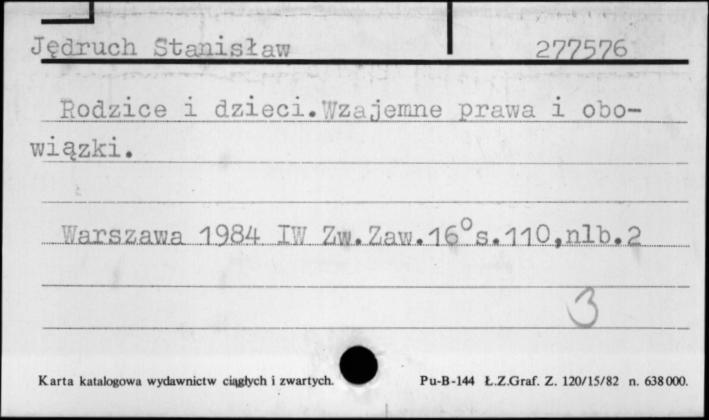 Jędruch Stanisław 277576
Rodzice i dzieci.Wzajemne prawa i obo-
wiązki.
Warszawa 1984 IW Zw.Zaw.16°s.110,nlb.2
3
Karta katalogowa wydawnictw ciągłych i zwartych. Pu-B-144 Ł.Z.Graf. Z. 120/15/82 n. 638000.